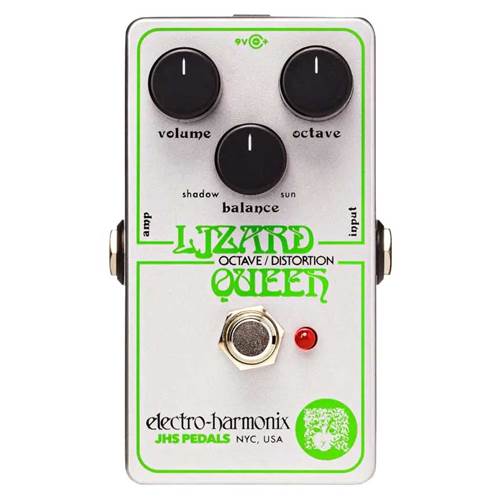 9V
volume
octave
shadow
sun
balance
amp
input
LIZARD
OCTAVE / DISTORTION
QUEEN
electro-harmonix
JHS PEDALS NYC, USA